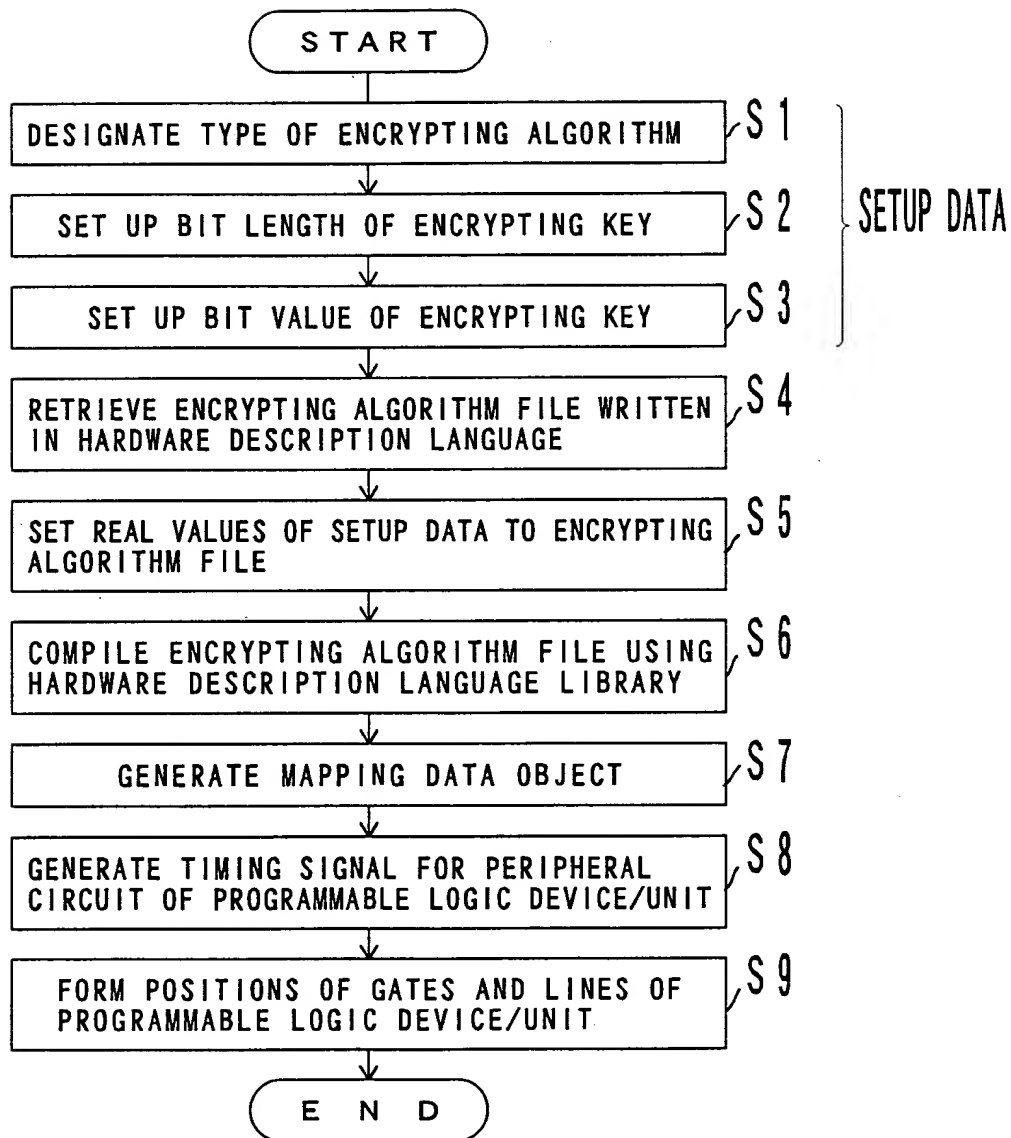 START
DESIGNATE TYPE OF ENCRYPTING ALGORITHM
S1
SET UP BIT LENGTH OF ENCRYPTING KEY
S2
SETUP DATA
SET UP BIT VALUE OF ENCRYPTING KEY
S3
RETRIEVE ENCRYPTING ALGORITHM FILE WRITTEN
IN HARDWARE DESCRIPTION LANGUAGE
S4
SET REAL VALUES OF SETUP DATA TO ENCRYPTING
ALGORITHM FILE
S5
COMPILE ENCRYPTING ALGORITHM FILE USING
HARDWARE DESCRIPTION LANGUAGE LIBRARY
S6
GENERATE MAPPING DATA OBJECT
S7
GENERATE TIMING SIGNAL FOR PERIPHERAL
CIRCUIT OF PROGRAMMABLE LOGIC DEVICE/UNIT
S8
FORM POSITIONS OF GATES AND LINES OF
PROGRAMMABLE LOGIC DEVICE/UNIT
S9
END